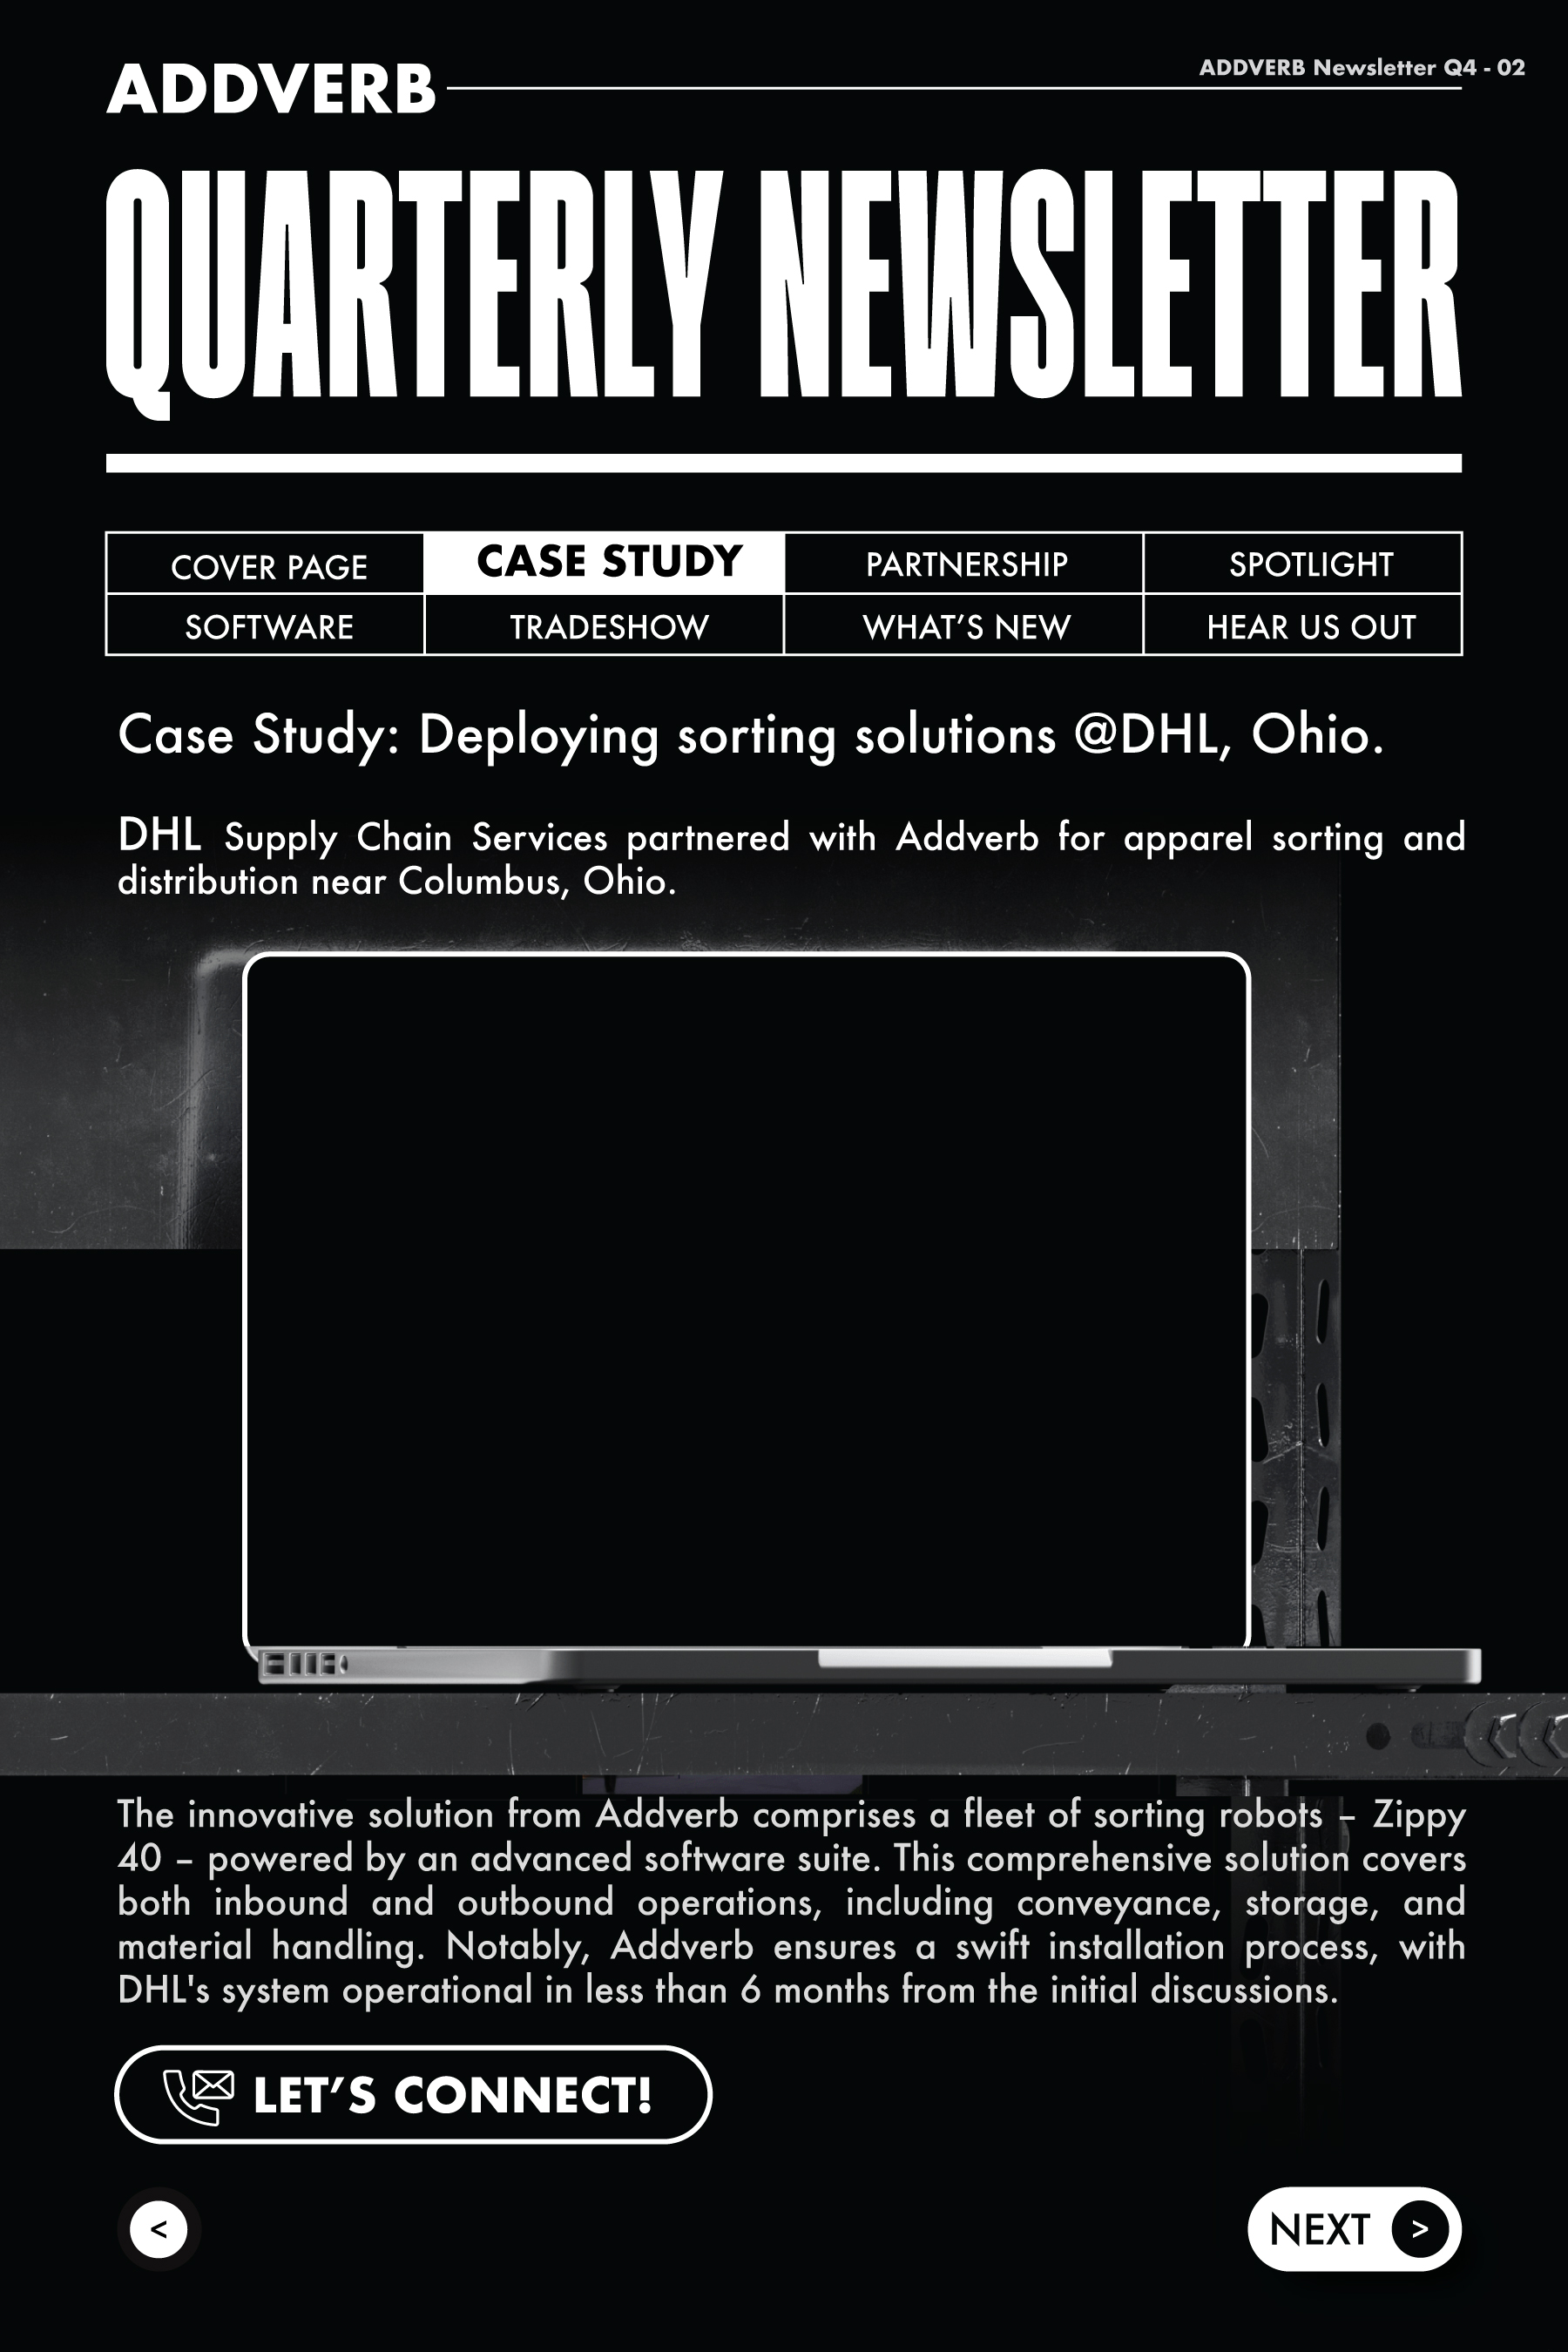 ADDVERB
ADDVERB Newsletter Q4 - 02
QUARTERLY NEWSLETTER
COVER PAGE
CASE STUDY
PARTNERSHIP
SPOTLIGHT
SOFTWARE
TRADESHOW
WHAT’S NEW
HEAR US OUT
Case Study: Deploying sorting solutions @DHL, Ohio.
DHL Supply Chain Services partnered with Addverb for apparel sorting and
distribution near Columbus, Ohio.
The innovative solution from Addverb comprises a fleet of sorting robots – Zippy
40 – powered by an advanced software suite. This comprehensive solution covers
both inbound and outbound operations, including conveyance, storage, and
material handling. Notably, Addverb ensures a swift installation process, with
DHL's system operational in less than 6 months from the initial discussions.
LET’S CONNECT!
<
NEXT >